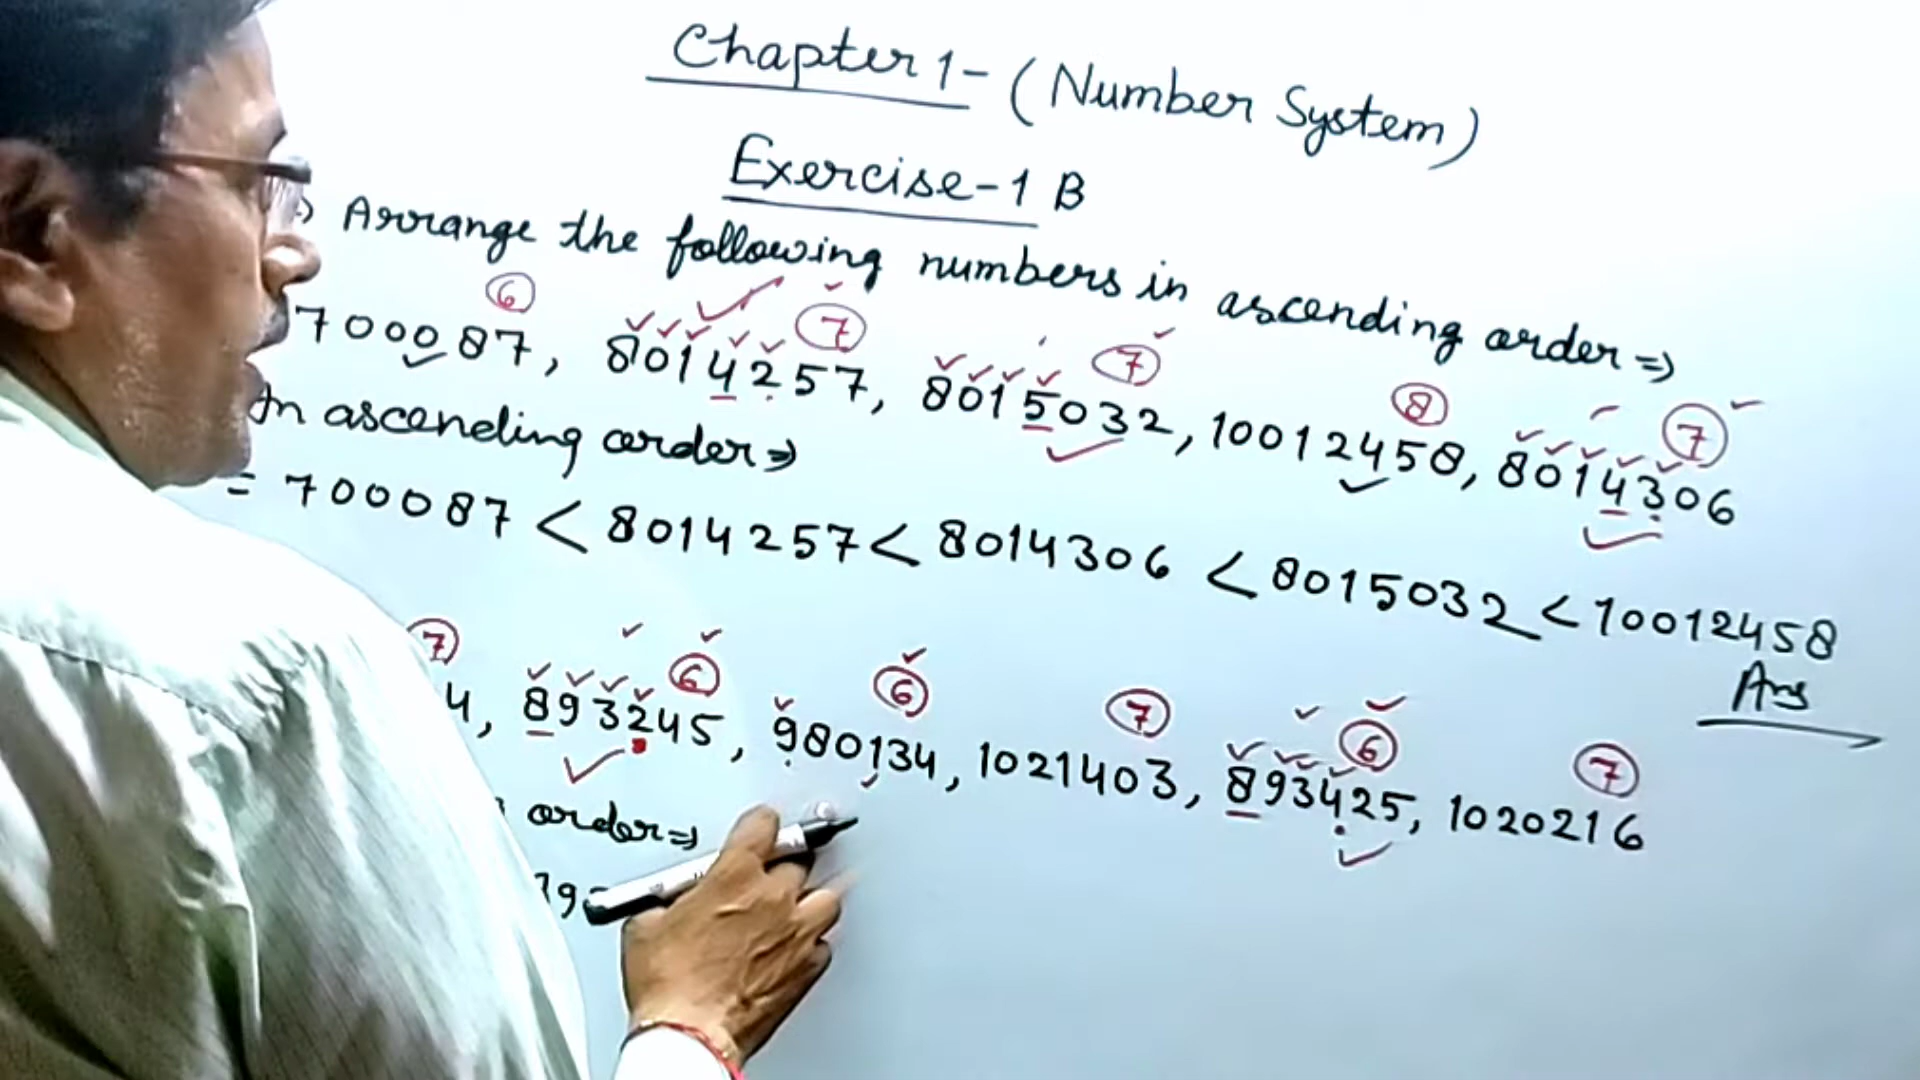 Chapter 1- (Number System)
Exercise-1 B
Arrange the following numbers in ascending order⇒
6 7 7 8 7
700087, 8014257, 8015032, 10012458, 8014306
In ascending order⇒
= 700087 < 8014257 < 8014306 < 8015032 < 10012458
Ans
7 6 6 7 6 7
4, 893245, 980134, 1021403, 893425, 1020216
order⇒